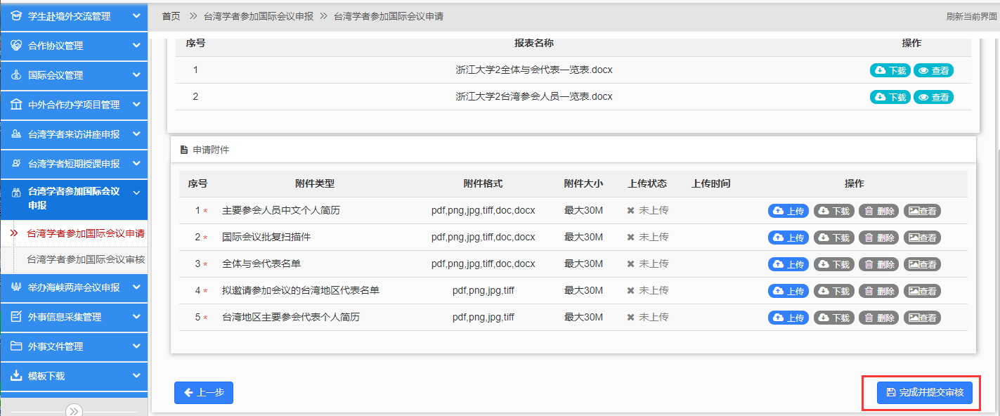 学生赴境外交流管理
合作协议管理
国际会议管理
中外合作办学项目管理
台湾学者来访讲座申报
台湾学者短期授课申报
台湾学者参加国际会议
申报
台湾学者参加国际会议申请
台湾学者参加国际会议审核
举办海峡两岸会议申报
外事信息采集管理
外事文件管理
模板下载
首页 台湾学者参加国际会议申报 台湾学者参加国际会议申请 刷新当前界面
序号 报表名称 操作
1 浙江大学2全体与会代表一览表.docx 下载 查看
2 浙江大学2台湾参会人员一览表.docx 下载 查看
申请附件
序号 附件类型 附件格式 附件大小 上传状态 上传时间 操作
1 * 主要参会人员中文个人简历 pdf,png,jpg,tiff,doc,docx 最大30M 未上传 上传 下载 删除 查看
2 * 国际会议批复扫描件 pdf,png,jpg,tiff,doc,docx 最大30M 未上传 上传 下载 删除 查看
3 * 全体与会代表名单 pdf,png,jpg,tiff,doc,docx 最大30M 未上传 上传 下载 删除 查看
4 * 拟邀请参加会议的台湾地区代表名单 pdf,png,jpg,tiff 最大30M 未上传 上传 下载 删除 查看
5 * 台湾地区主要参会代表个人简历 pdf,png,jpg,tiff 最大30M 未上传 上传 下载 删除 查看
上一步 完成并提交审核